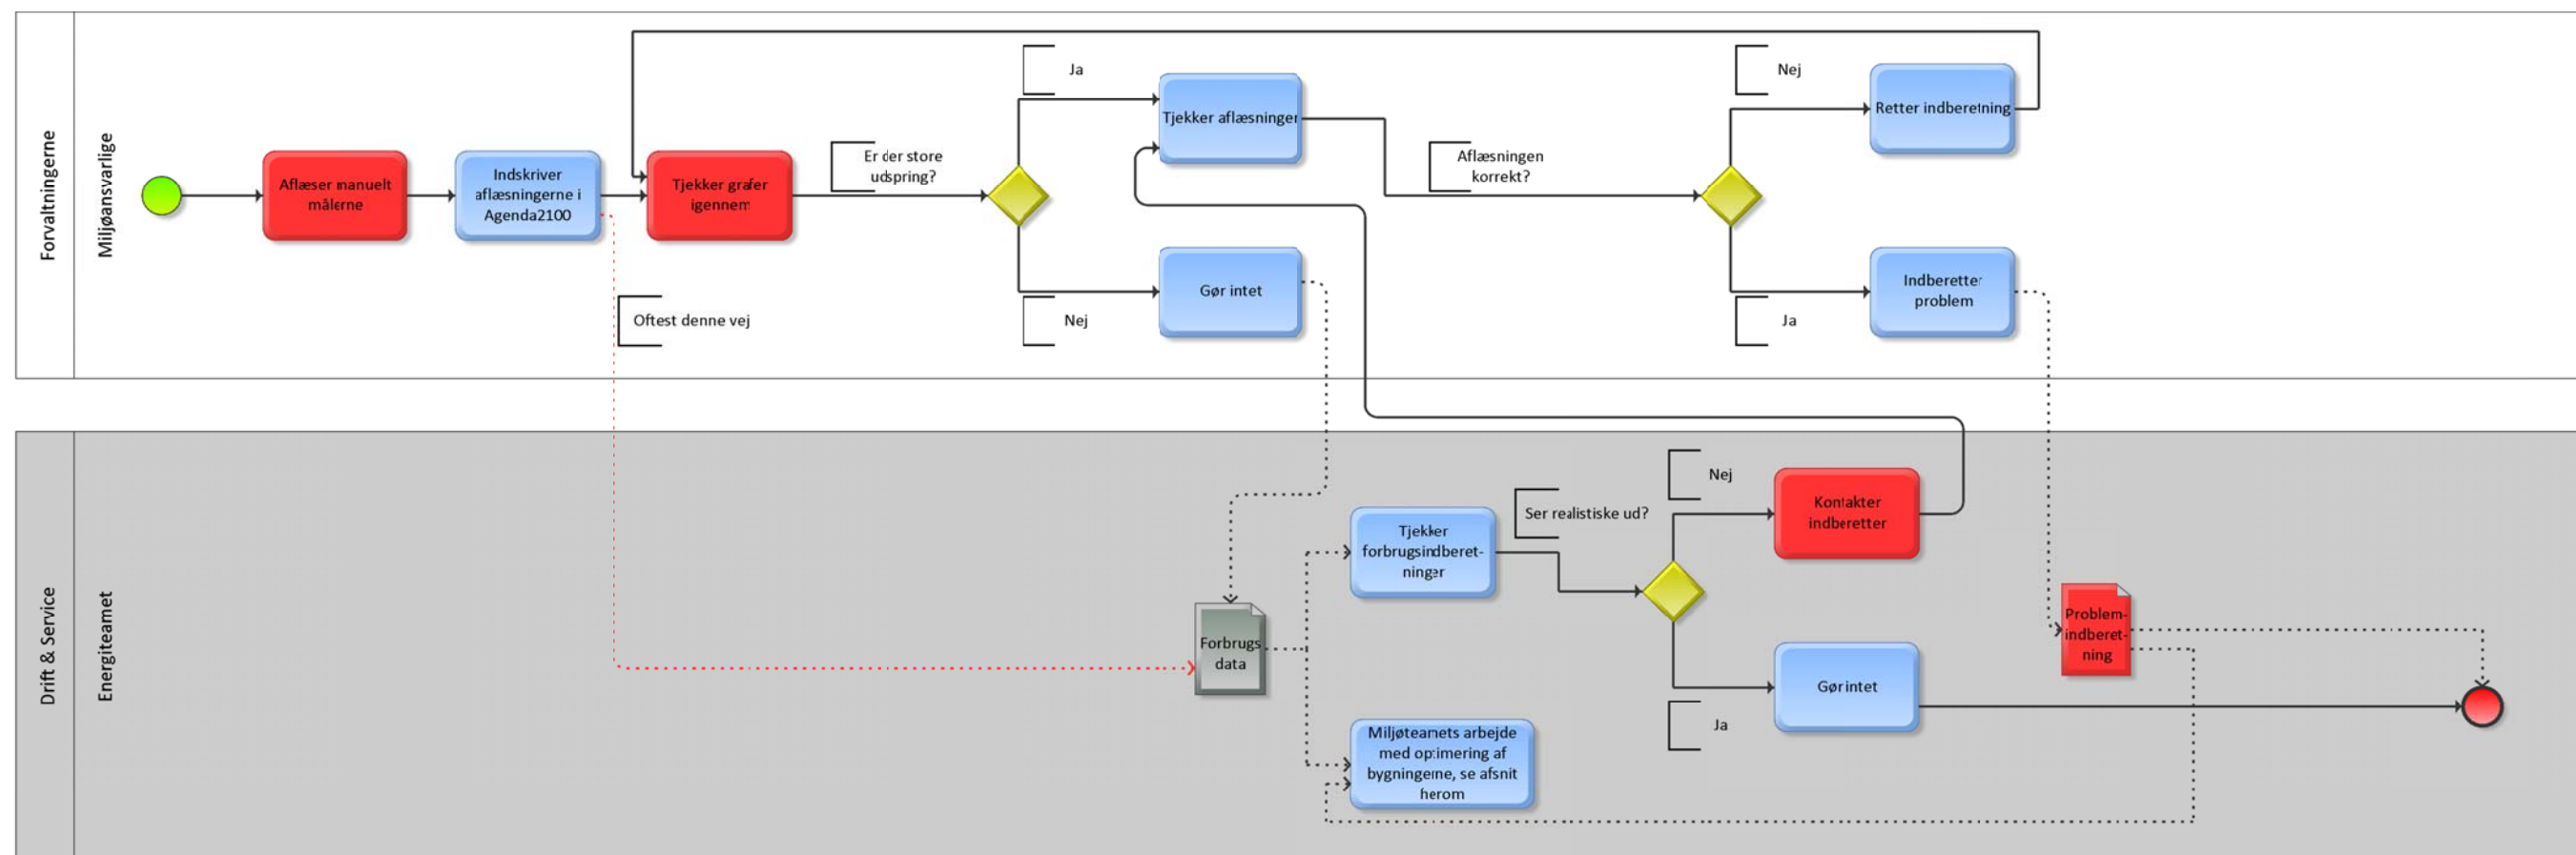 Forvaltningerne
Miljøansvarlige
Aflæser manuelt
målerne
Indskriver
aflæsningerne i
Agenda2100
Tjekker grafer
igennem
Er der store
udspring?
Ja
Nej
Tjekker aflæsninger
Gør intet
Aflæsningen
korrekt?
Nej
Ja
Retter indberetning
Indberetter
problem
Oftest denne vej
Drift & Service
Energiteamet
Forbrugs
data
Tjekker
forbrugsindberet-
ninger
Ser realistiske ud?
Nej
Ja
Kontakter
indberetter
Gør intet
Miljøteamets arbejde
med optimering af
bygningerne, se afsnit
herom
Problem-
indberet-
ning